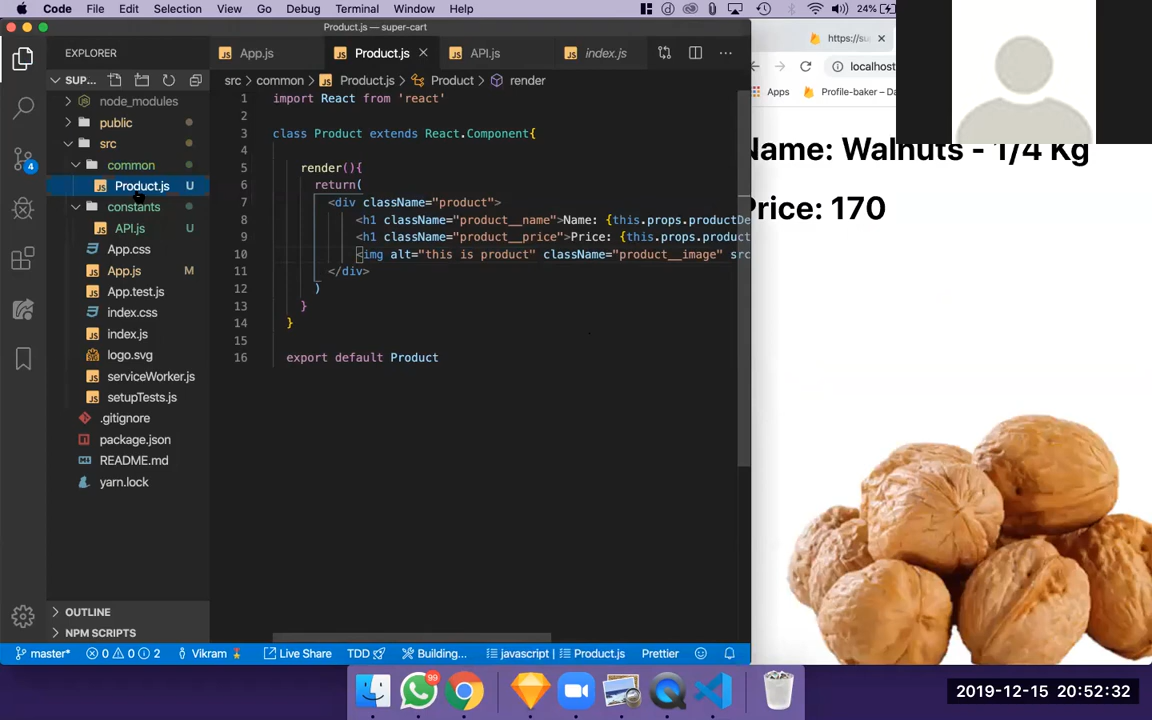 Code File Edit Selection View Go Debug Terminal Window Help 24%
Product.js — super-cart
EXPLORER
App.js Product.js API.js index.js
SUP...
src > common > Product.js > Product > render
node_modules
public
src
common
Product.js U
constants
API.js U
App.css
App.js M
App.test.js
index.css
index.js
logo.svg
serviceWorker.js
setupTests.js
.gitignore
package.json
README.md
yarn.lock
OUTLINE
NPM SCRIPTS
4
1 import React from 'react'
2
3 class Product extends React.Component{
4
5 render(){
6 return(
7 <div className="product">
8 <h1 className="product__name">Name: {this.props.productDe
9 <h1 className="product__price">Price: {this.props.product
10 <img alt="this is product" className="product__image" src
11 </div>
12 )
13 }
14 }
15
16 export default Product
master* 0 0 2 Vikram Live Share TDD Building... javascript | Product.js Prettier
https://su
localhost
Apps Profile-baker – Da
Name: Walnuts - 1/4 Kg
Price: 170
99
2019-12-15 20:52:32